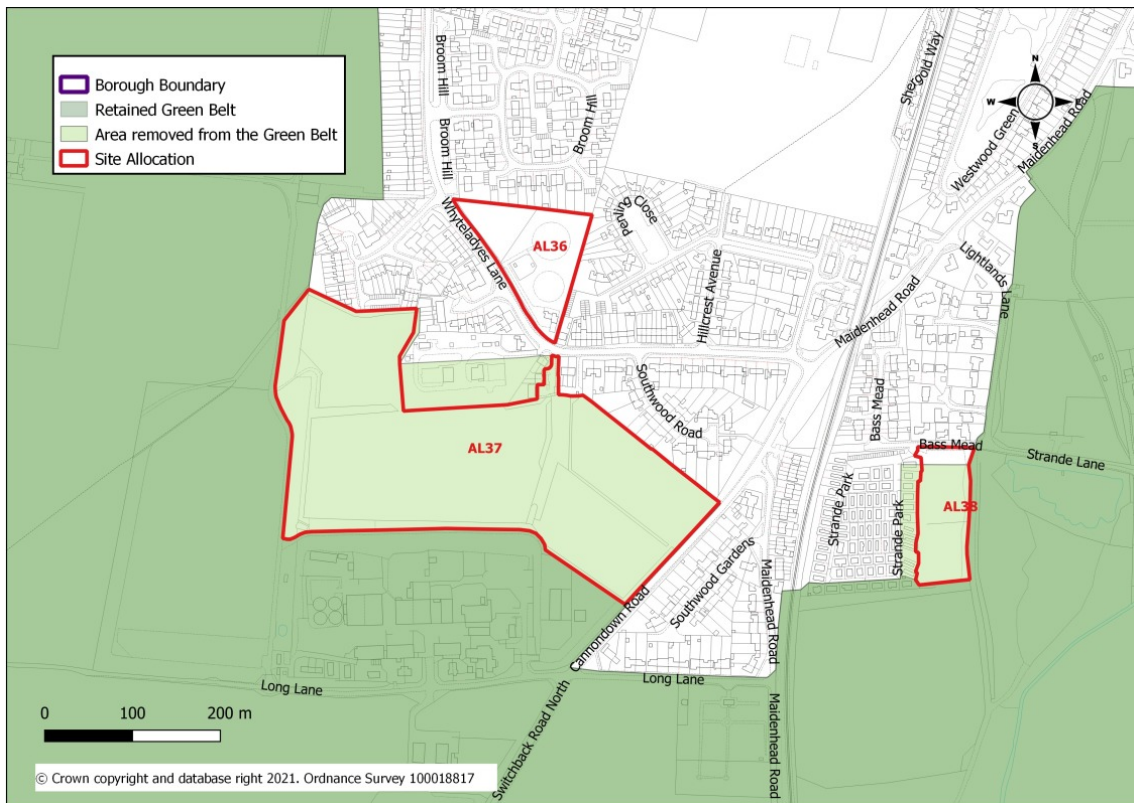 Borough Boundary
Retained Green Belt
Area removed from the Green Belt
Site Allocation
Broom Hill
Broom Hill
Broom Hill
Shergold Way
Westwood Green
Maidenhead Road
N
W
E
S
Whyteladyes Lane
AL36
Penling Close
Hillcrest Avenue
Lightlands Lane
Maidenhead Road
Southwood Road
Bass Mead
Bass Mead
Strande Lane
AL37
AL38
Strande Park
Strande Park
Southwood Gardens
Maidenhead Road
Cannondown Road
Long Lane
Long Lane
Switchback Road North
Maidenhead Road
0 100 200 m
© Crown copyright and database right 2021. Ordnance Survey 100018817